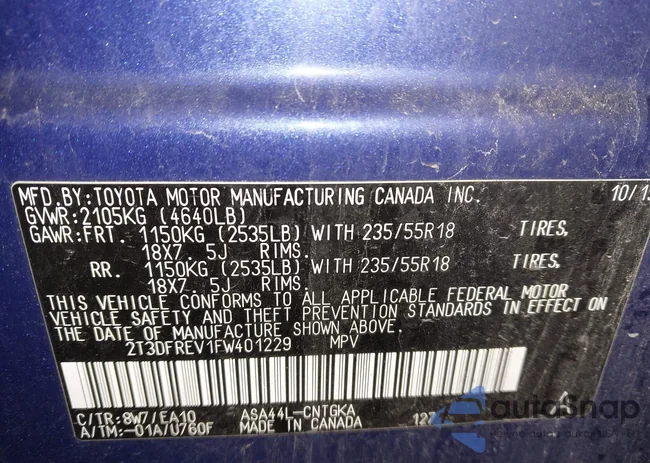 MFD.BY:TOYOTA MOTOR MANUFACTURING CANADA INC. 10/15
GVWR:2105KG (4640LB)
GAWR:FRT. 1150KG (2535LB) WITH 235/55R18 TIRES,
18X7.5J RIMS.
RR. 1150KG (2535LB) WITH 235/55R18 TIRES,
18X7.5J RIMS.
THIS VEHICLE CONFORMS TO ALL APPLICABLE FEDERAL MOTOR
VEHICLE SAFETY AND THEFT PREVENTION STANDARDS IN EFFECT ON
THE DATE OF MANUFACTURE SHOWN ABOVE.
2T3DFREV1FW401229 MPV
C/TR:8W7/EA10 ASA44L-CNTGKA
A/TM:-01A/U760F MADE IN CANADA
autoSnap